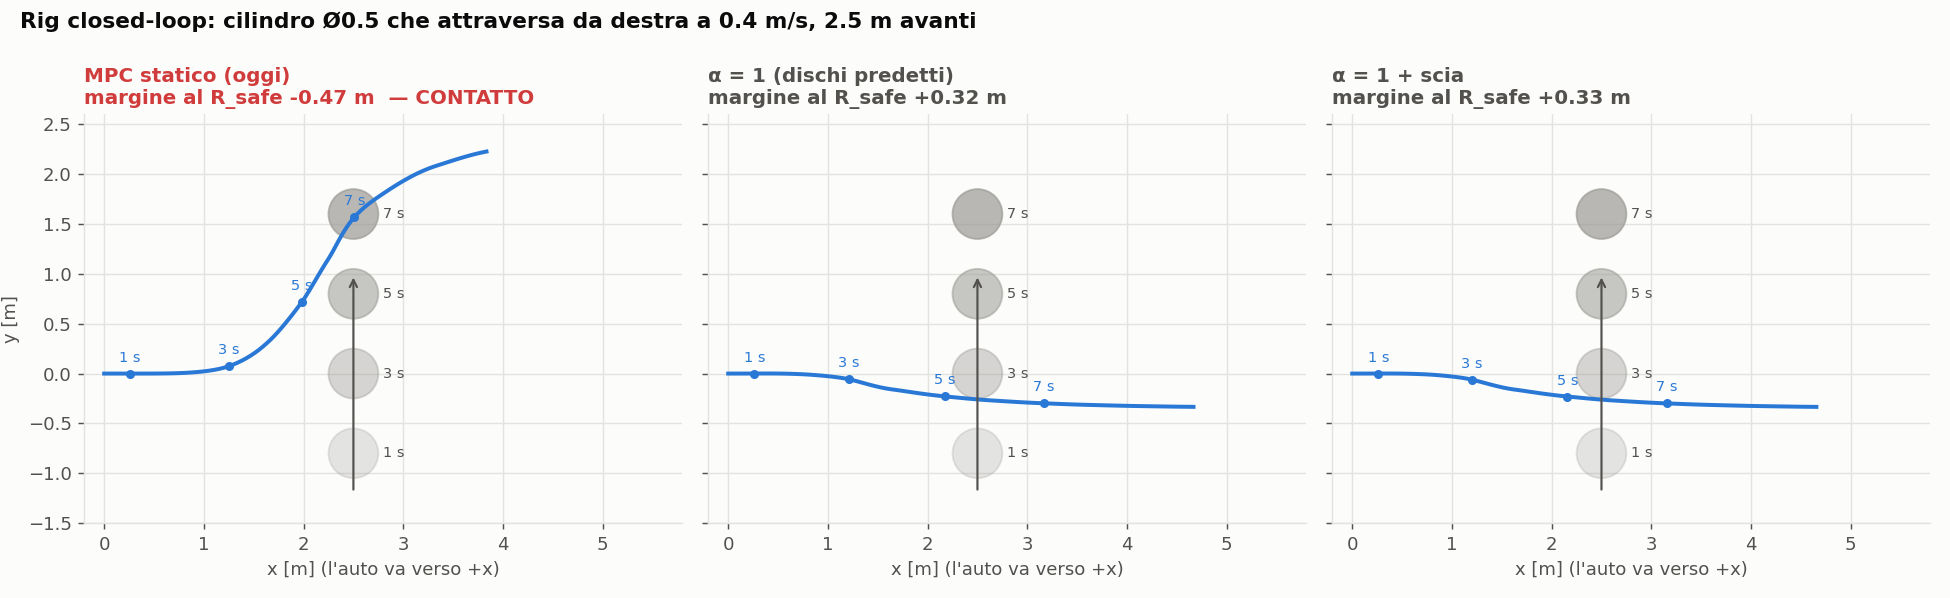 Rig closed-loop: cilindro Ø0.5 che attraversa da destra a 0.4 m/s, 2.5 m avanti
MPC statico (oggi)
margine al R_safe -0.47 m — CONTATTO
α = 1 (dischi predetti)
margine al R_safe +0.32 m
α = 1 + scia
margine al R_safe +0.33 m
y [m]
2.5
2.0
1.5
1.0
0.5
0.0
−0.5
−1.0
−1.5
1 s
3 s
5 s
7 s
7 s
5 s
3 s
1 s
0 1 2 3 4 5
x [m] (l'auto va verso +x)
1 s
3 s
5 s
7 s
7 s
5 s
3 s
1 s
0 1 2 3 4 5
x [m] (l'auto va verso +x)
1 s
3 s
5 s
7 s
7 s
5 s
3 s
1 s
0 1 2 3 4 5
x [m] (l'auto va verso +x)